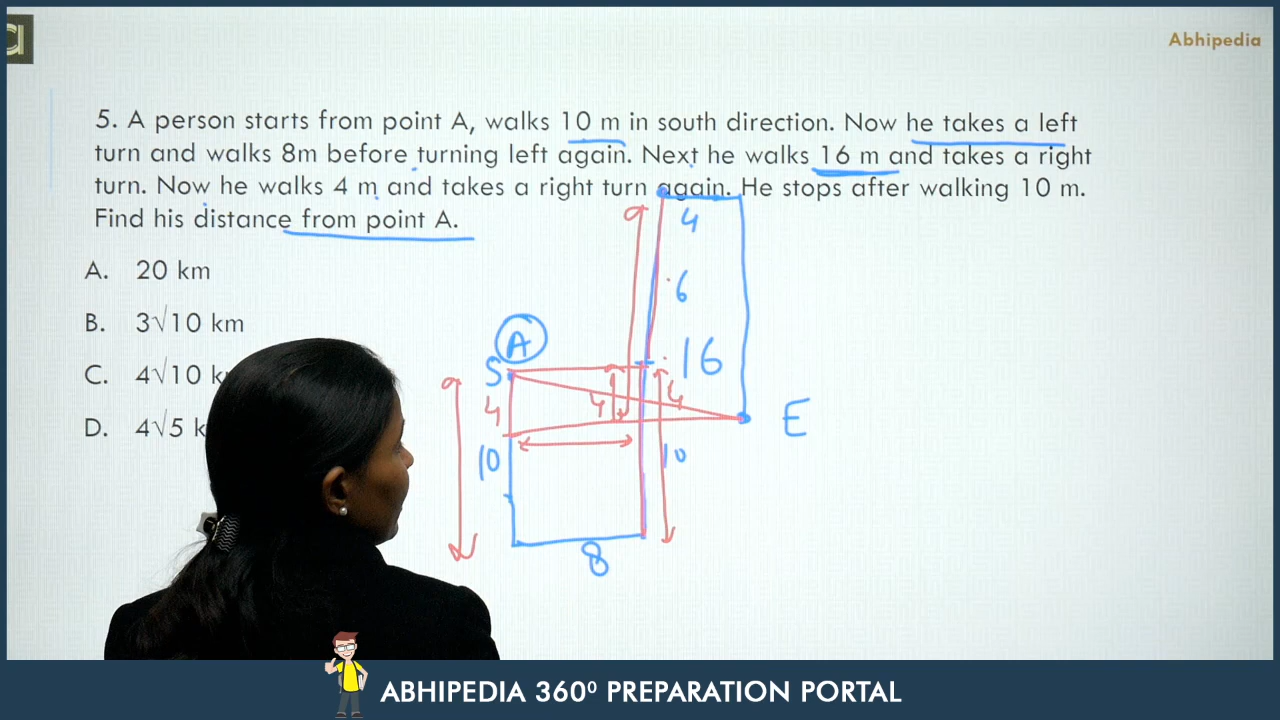 Abhipedia
5. A person starts from point A, walks 10 m in south direction. Now he takes a left
turn and walks 8m before turning left again. Next he walks 16 m and takes a right
turn. Now he walks 4 m and takes a right turn again. He stops after walking 10 m.
Find his distance from point A.
A. 20 km
B. 3√10 km
C. 4√10 k
D. 4√5 k
4
6
A
S
16
4
4
4
E
10
10
8
ABHIPEDIA 360⁰ PREPARATION PORTAL